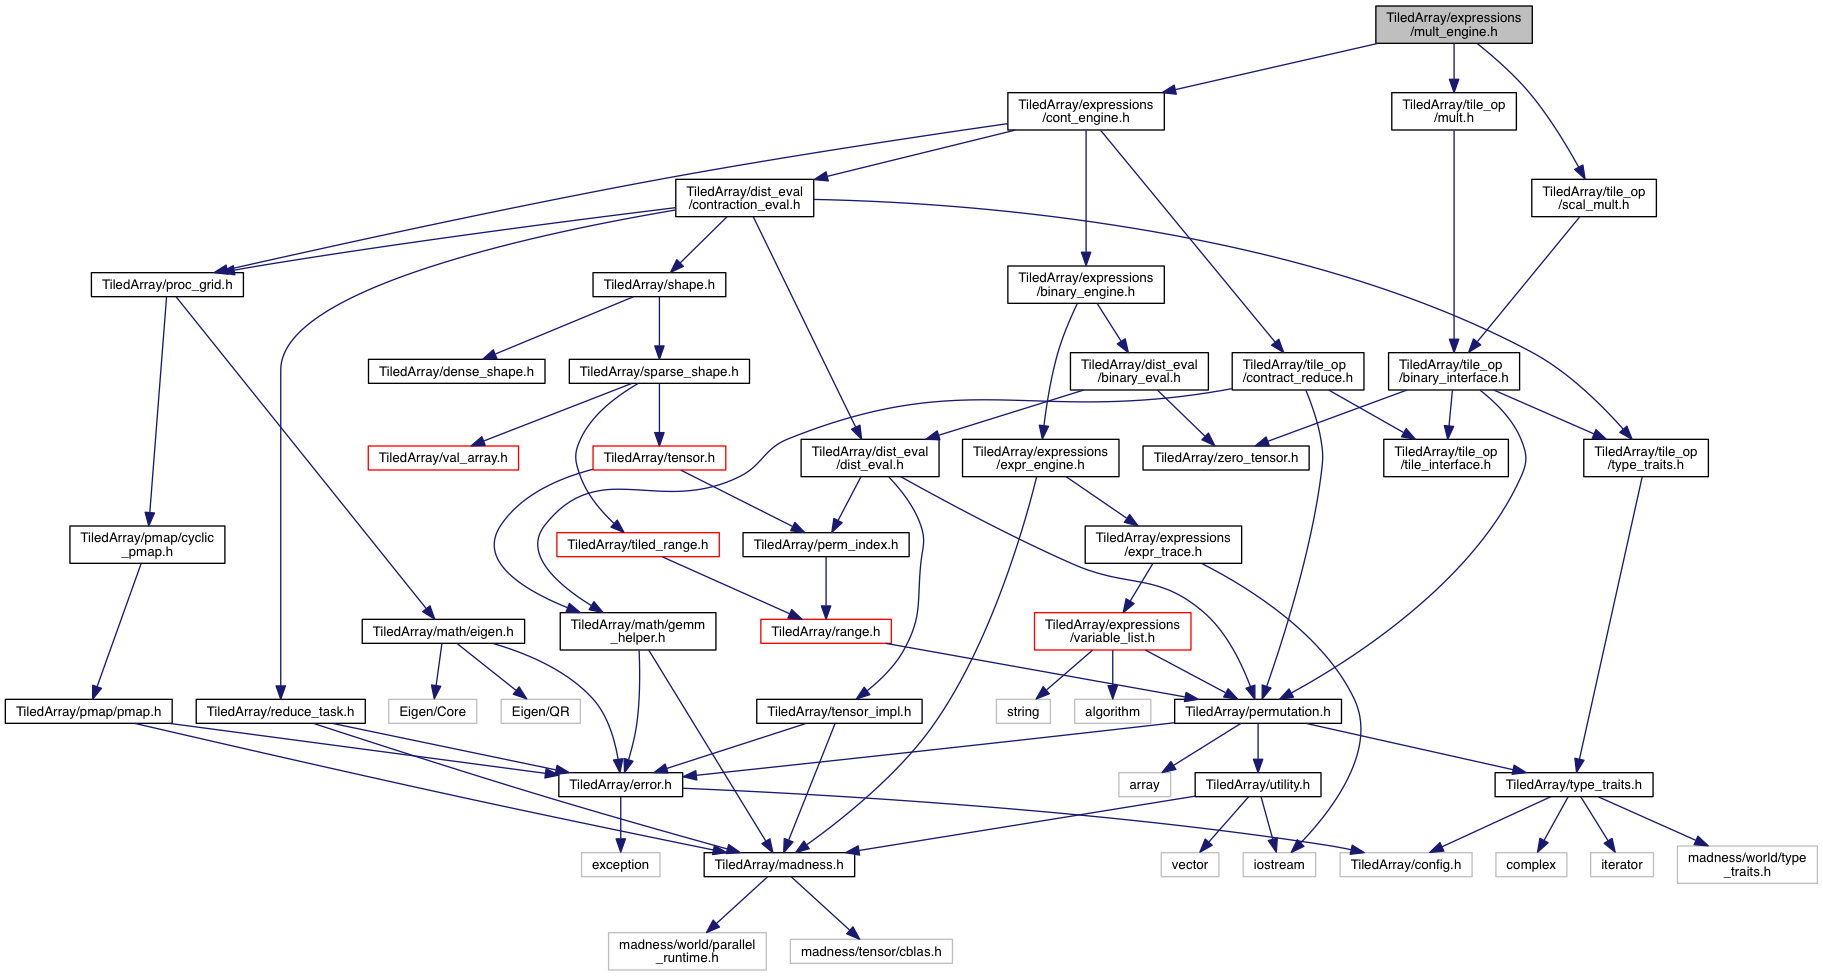 TiledArray/expressions
/mult_engine.h
TiledArray/expressions
/cont_engine.h
TiledArray/tile_op
/mult.h
TiledArray/dist_eval
/contraction_eval.h
TiledArray/tile_op
/scal_mult.h
TiledArray/proc_grid.h
TiledArray/shape.h
TiledArray/expressions
/binary_engine.h
TiledArray/dense_shape.h
TiledArray/sparse_shape.h
TiledArray/dist_eval
/binary_eval.h
TiledArray/tile_op
/contract_reduce.h
TiledArray/tile_op
/binary_interface.h
TiledArray/val_array.h
TiledArray/tensor.h
TiledArray/dist_eval
/dist_eval.h
TiledArray/expressions
/expr_engine.h
TiledArray/zero_tensor.h
TiledArray/tile_op
/tile_interface.h
TiledArray/tile_op
/type_traits.h
TiledArray/pmap/cyclic
_pmap.h
TiledArray/tiled_range.h
TiledArray/perm_index.h
TiledArray/expressions
/expr_trace.h
TiledArray/math/eigen.h
TiledArray/math/gemm
_helper.h
TiledArray/range.h
TiledArray/expressions
/variable_list.h
TiledArray/pmap/pmap.h
TiledArray/reduce_task.h
Eigen/Core
Eigen/QR
TiledArray/tensor_impl.h
string
algorithm
TiledArray/permutation.h
TiledArray/error.h
array
TiledArray/utility.h
TiledArray/type_traits.h
exception
TiledArray/madness.h
vector
iostream
TiledArray/config.h
complex
iterator
madness/world/type
_traits.h
madness/world/parallel
_runtime.h
madness/tensor/cblas.h